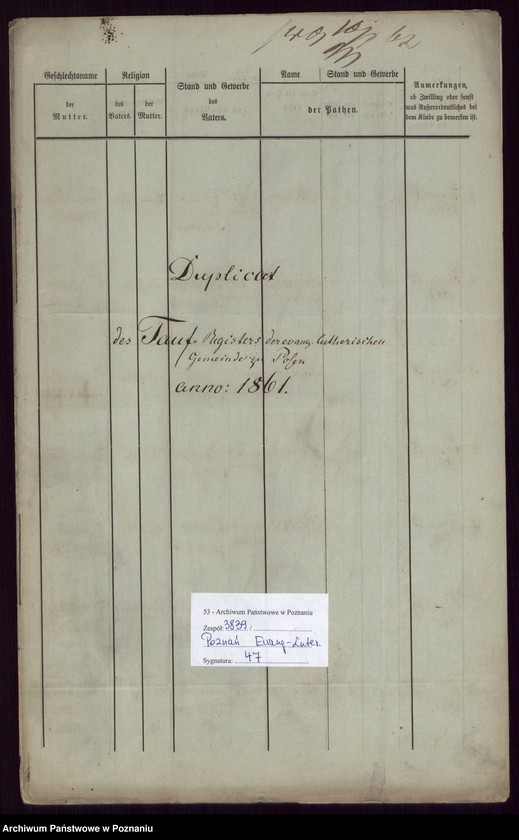 62
Geschlechtsname
der
Mutter.
Religion
des
Vaters.
der
Mutter.
Stand und Gewerbe
des
Vaters.
Name
Stand und Gewerbe
der Pathen.
Anmerkungen,
ob Zwilling oder sonst
was Außerordentliches bei
dem Kinde zu bemerken ist.
Duplicat
des Tauf-Registers der evang. lutherischen
Gemeinde zu Posen
anno: 1861.
53 - Archiwum Państwowe w Poznaniu
Zespół: 3839 /
Poznań Ewang-Luter.
Sygnatura: 47
Archiwum Państwowe w Poznaniu